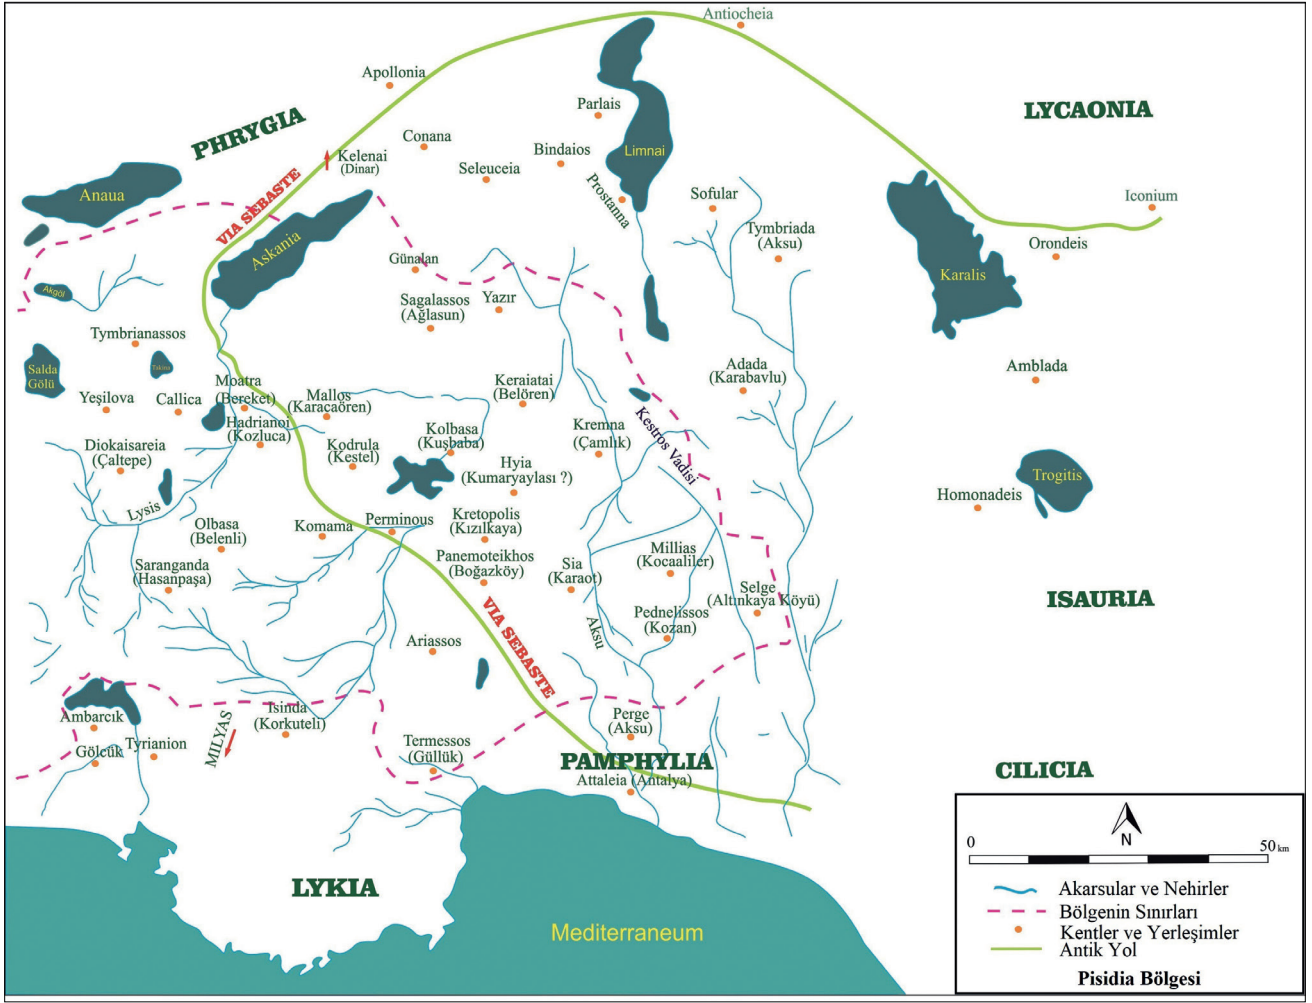 Antiocheia
Apollonia
PHRYGIA
Parlais
LYCAONIA
Conana
Limnai
Kelenai
(Dinar)
Bindaios
Seleuceia
Anaua
VIA SEBASTE
Prostanna
Sofular
Iconium
Askania
Tymbriada
(Aksu)
Orondeis
Günalan
Karalis
Akgöl
Sagalassos
(Ağlasun)
Yazır
Tymbrianassos
Salda
Gölü
Adada
(Karabavlu)
Amblada
Yeşilova
Callica
Moatra
(Bereket)
Mallos
(Karacaören)
Keraiatai
(Belören)
Hadrianoi
(Kozluca)
Kestros Vadisi
Kolbasa
(Kuşbaba)
Kremna
(Çamlık)
Diokaisareia
(Çaltepe)
Kodrula
(Kestel)
Hyia
(Kumaryaylası ?)
Trogitis
Homonadeis
Lysis
Olbasa
(Belenli)
Komama
Perminous
Kretopolis
(Kızılkaya)
Saranganda
(Hasanpaşa)
Panemoteikhos
(Boğazköy)
Sia
(Karaot)
Millias
(Kocaaliler)
Selge
(Altınkaya Köyü)
ISAURIA
VIA SEBASTE
Pednelissos
(Kozan)
Aksu
Ariassos
Ambarcık
Gölcük
Tyrianion
MILYAS
Isinda
(Korkuteli)
Perge
(Aksu)
Termessos
(Güllük)
PAMPHYLIA
Attaleia (Antalya)
CILICIA
LYKIA
Mediterraneum
N
0
50 km
Akarsular ve Nehirler
Bölgenin Sınırları
Kentler ve Yerleşimler
Antik Yol
Pisidia Bölgesi